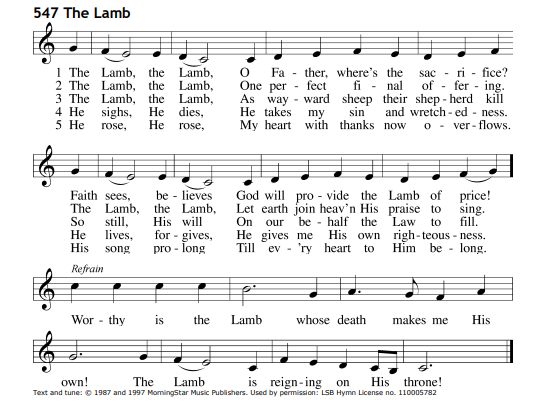 547 The Lamb
1 The Lamb, the Lamb, O Fa - ther, where's the sac - ri - fice?
2 The Lamb, the Lamb, One per - fect fi - nal of - fer - ing.
3 The Lamb, the Lamb, As way - ward sheep their shep - herd kill
4 He sighs, He dies, He takes my sin and wretch - ed - ness.
5 He rose, He rose, My heart with thanks now o - ver - flows.
Faith sees, be - lieves God will pro - vide the Lamb of price!
The Lamb, the Lamb, Let earth join heav'n His praise to sing.
So still, His will On our be - half the Law to fill.
He lives, for - gives, He gives me His own righ - teous - ness.
His song pro - long Till ev - 'ry heart to Him be - long.
Refrain
Wor - thy is the Lamb whose death makes me His
own! The Lamb is reign - ing on His throne!
Text and tune: © 1987 and 1997 MorningStar Music Publishers. Used by permission: LSB Hymn License no. 110005782